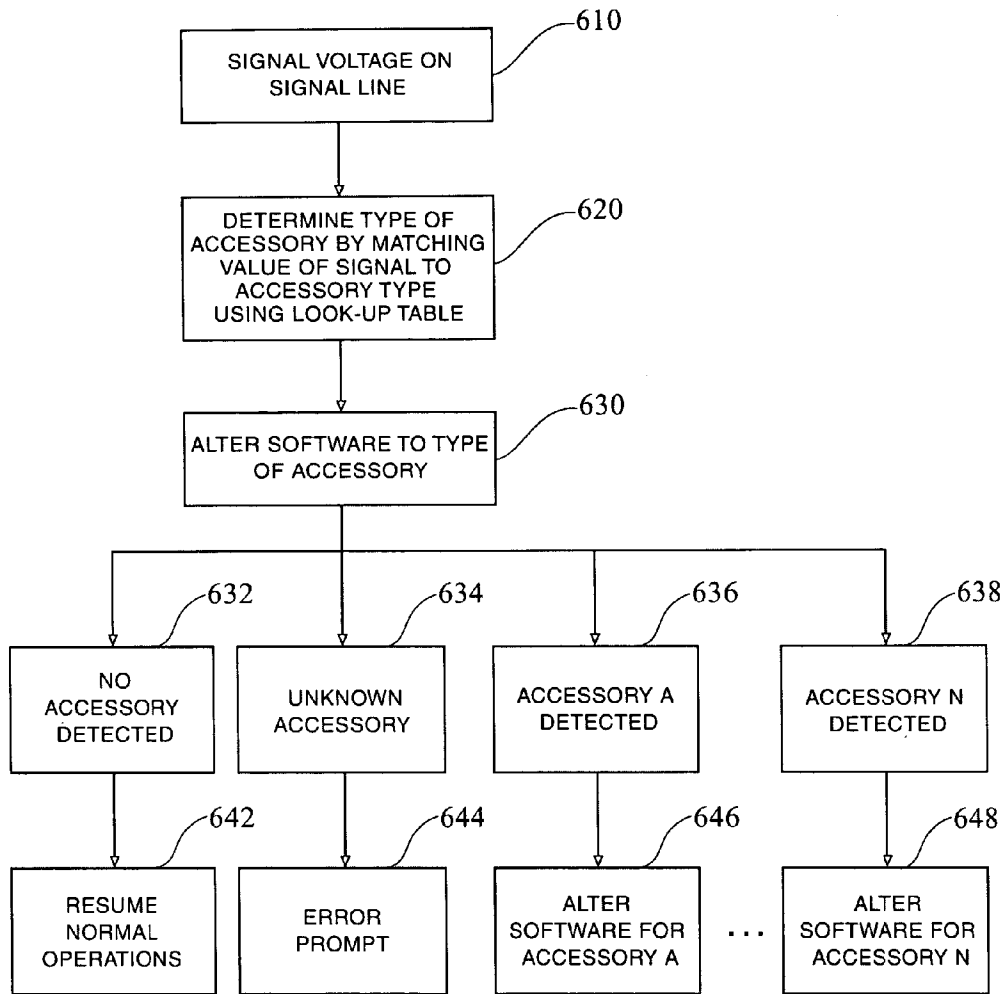 610
SIGNAL VOLTAGE ON
SIGNAL LINE
620
DETERMINE TYPE OF
ACCESSORY BY MATCHING
VALUE OF SIGNAL TO
ACCESSORY TYPE
USING LOOK-UP TABLE
630
ALTER SOFTWARE TO TYPE
OF ACCESSORY
632
NO
ACCESSORY
DETECTED
634
UNKNOWN
ACCESSORY
636
ACCESSORY A
DETECTED
638
ACCESSORY N
DETECTED
642
RESUME
NORMAL
OPERATIONS
644
ERROR
PROMPT
646
ALTER
SOFTWARE FOR
ACCESSORY A
...
648
ALTER
SOFTWARE FOR
ACCESSORY N